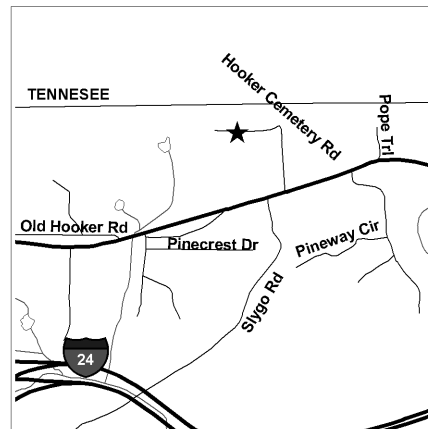 TENNESEE
Hooker Cemetery Rd
Pope Trl
Old Hooker Rd
Pinecrest Dr
Pineway Cir
Slygo Rd
24